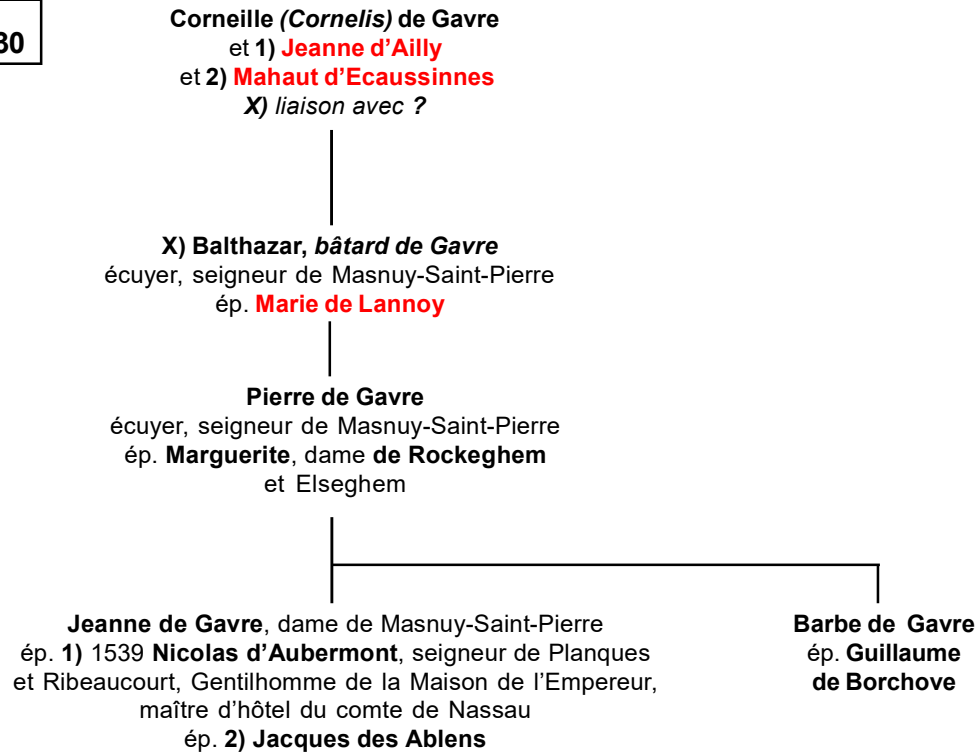 30
Corneille (Cornelis) de Gavre
et 1) Jeanne d'Ailly
et 2) Mahaut d'Ecaussinnes
X) liaison avec ?
X) Balthazar, bâtard de Gavre
écuyer, seigneur de Masnuy-Saint-Pierre
ép. Marie de Lannoy
Pierre de Gavre
écuyer, seigneur de Masnuy-Saint-Pierre
ép. Marguerite, dame de Rockeghem
et Elseghem
Jeanne de Gavre, dame de Masnuy-Saint-Pierre
ép. 1) 1539 Nicolas d'Aubermont, seigneur de Planques
et Ribeaucourt, Gentilhomme de la Maison de l'Empereur,
maître d'hôtel du comte de Nassau
ép. 2) Jacques des Ablens
Barbe de Gavre
ép. Guillaume
de Borchove